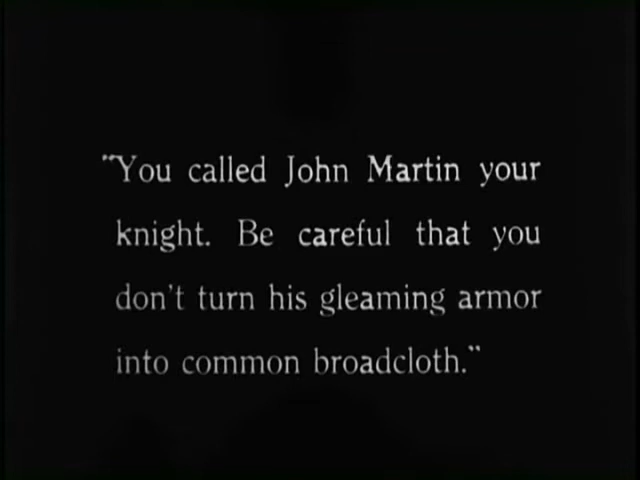 "You called John Martin your
knight. Be careful that you
don't turn his gleaming armor
into common broadcloth."